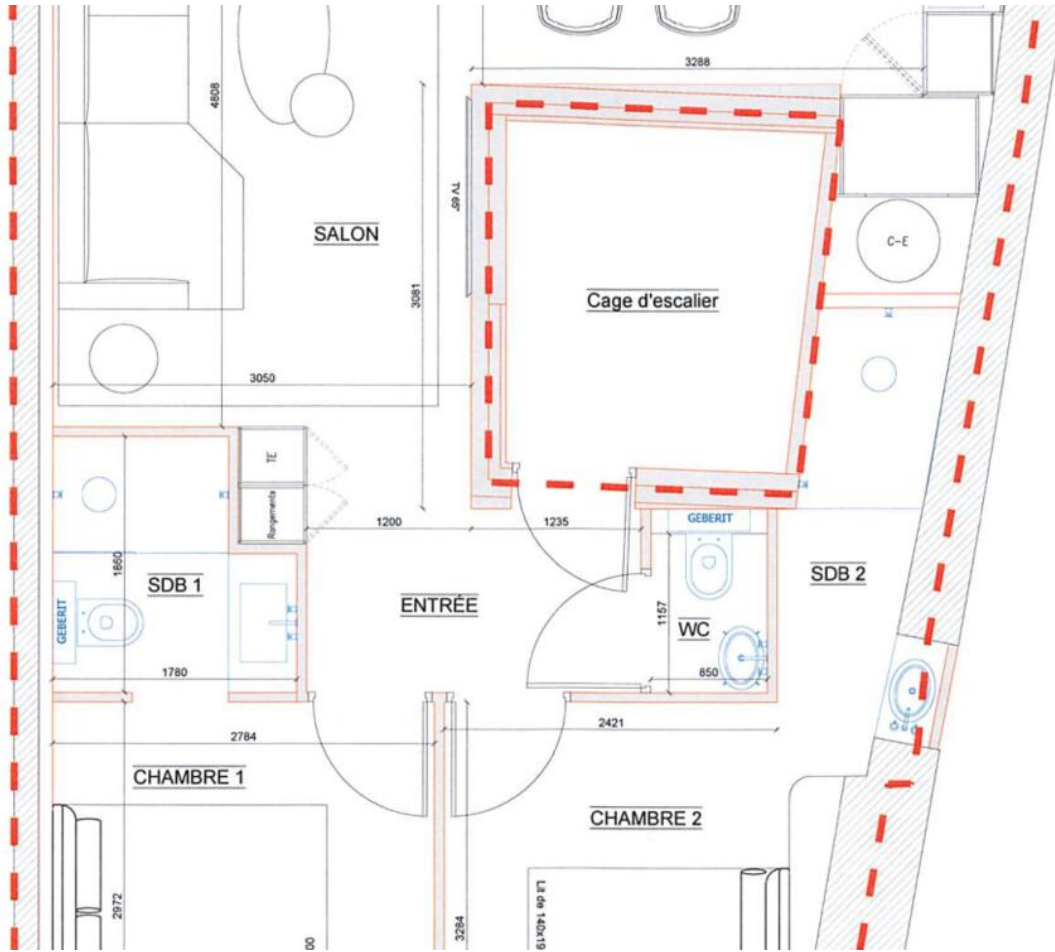 3288
4808
TV 65"
SALON
C-E
Cage d'escalier
3081
3050
TE
Rangements
1200
1235
GEBERIT
1860
SDB 1
SDB 2
ENTRÉE
1157
WC
GEBERIT
1780
850
2784
2421
CHAMBRE 1
CHAMBRE 2
2972
3284
Lit de 140x19
00